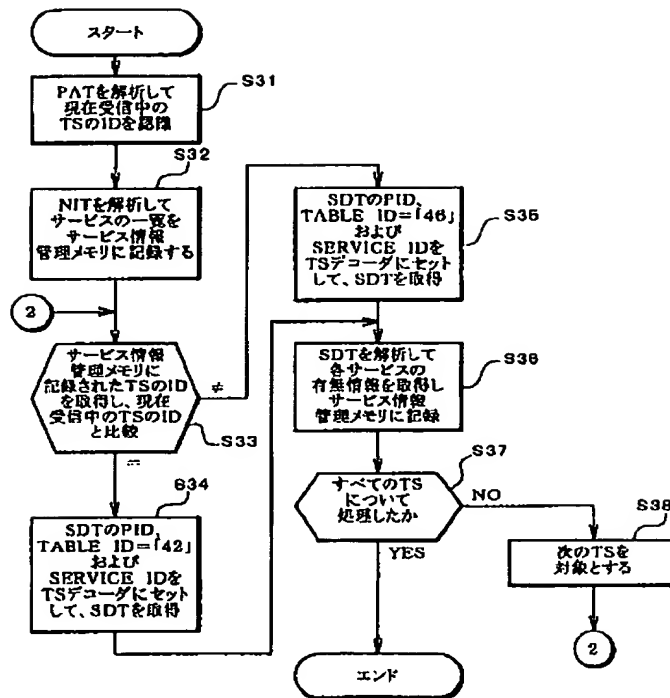 スタート
S31
PATを解析して
現在受信中の
TSのIDを認識
S32
NITを解析して
サービスの一覧を
サービス情報
管理メモリに記録する
2
サービス情報
管理メモリに
記録されたTSのID
を取得し、現在
受信中のTSのID
と比較
≠
S33
＝
S34
SDTのPID、
TABLE ID=「42」
および
SERVICE IDを
TSデコーダにセット
して、SDTを取得
SDTのPID、
TABLE ID=「46」
および
SERVICE IDを
TSデコーダにセット
して、SDTを取得
S35
SDTを解析して
各サービスの
有無情報を取得し
サービス情報
管理メモリに記録
S36
S37
すべてのTS
について
処理したか
NO
YES
S38
次のTSを
対象とする
2
エンド